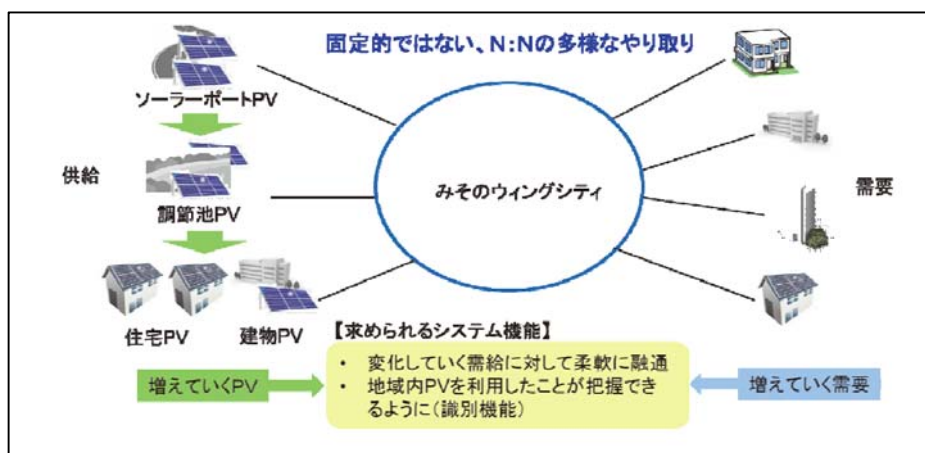 固定的ではない、N:Nの多様なやり取り
ソーラーポートPV
供給
調節池PV
住宅PV
建物PV
みそのウィングシティ
需要
【求められるシステム機能】
増えていくPV
・ 変化していく需給に対して柔軟に融通
・ 地域内PVを利用したことが把握でき
るように(識別機能)
増えていく需要